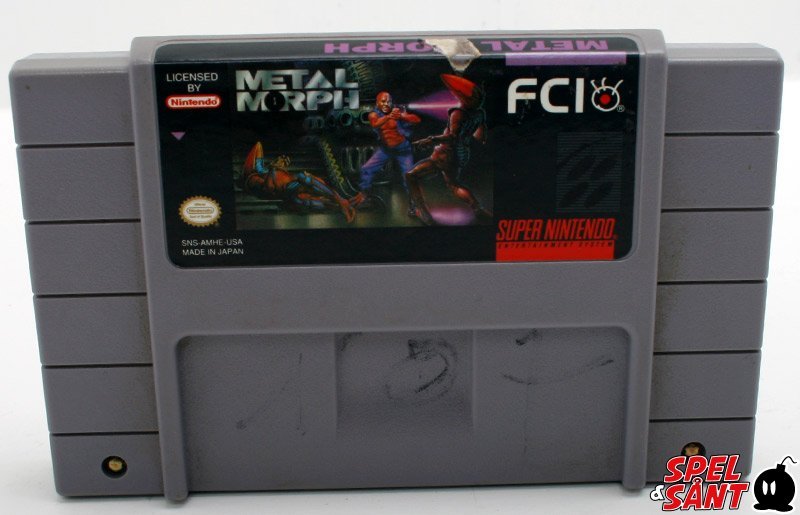 METAL MORPH
LICENSED
BY
Nintendo
METAL
MORPH
FCI
SNS-AMHE-USA
MADE IN JAPAN
SUPER NINTENDO
ENTERTAINMENT SYSTEM
SPEL
& SÅNT